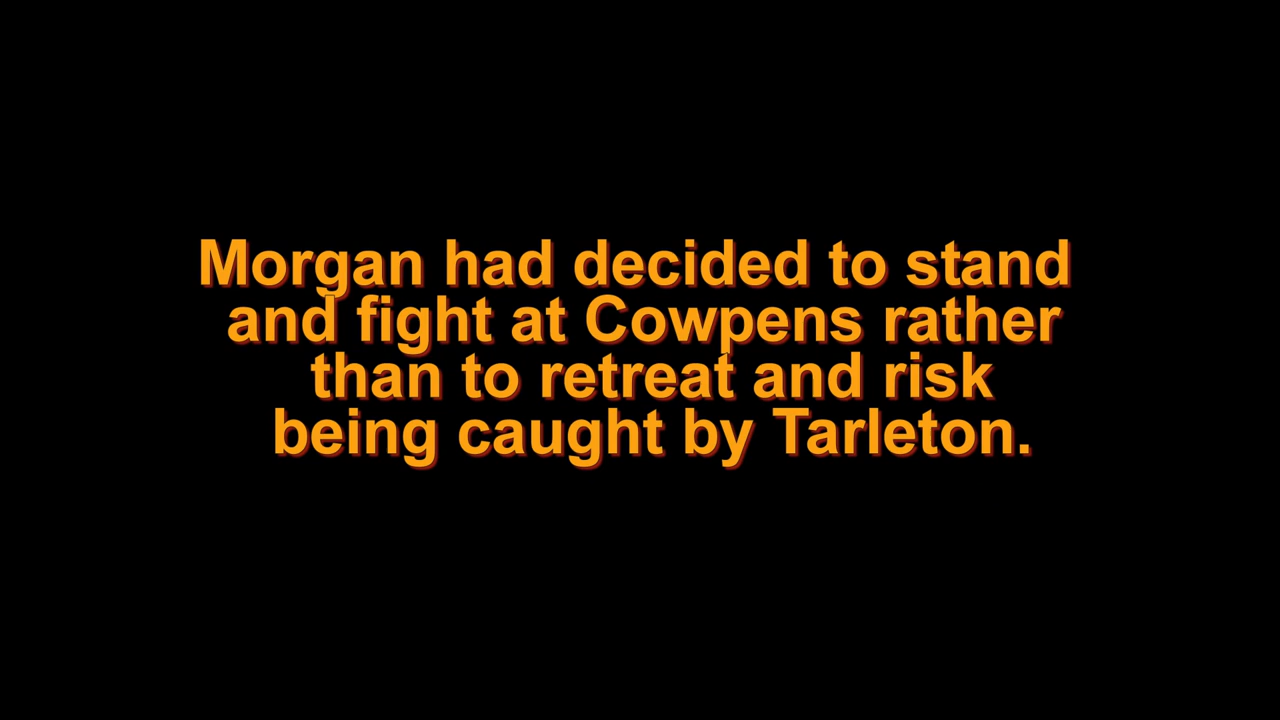 Morgan had decided to stand
and fight at Cowpens rather
than to retreat and risk
being caught by Tarleton.